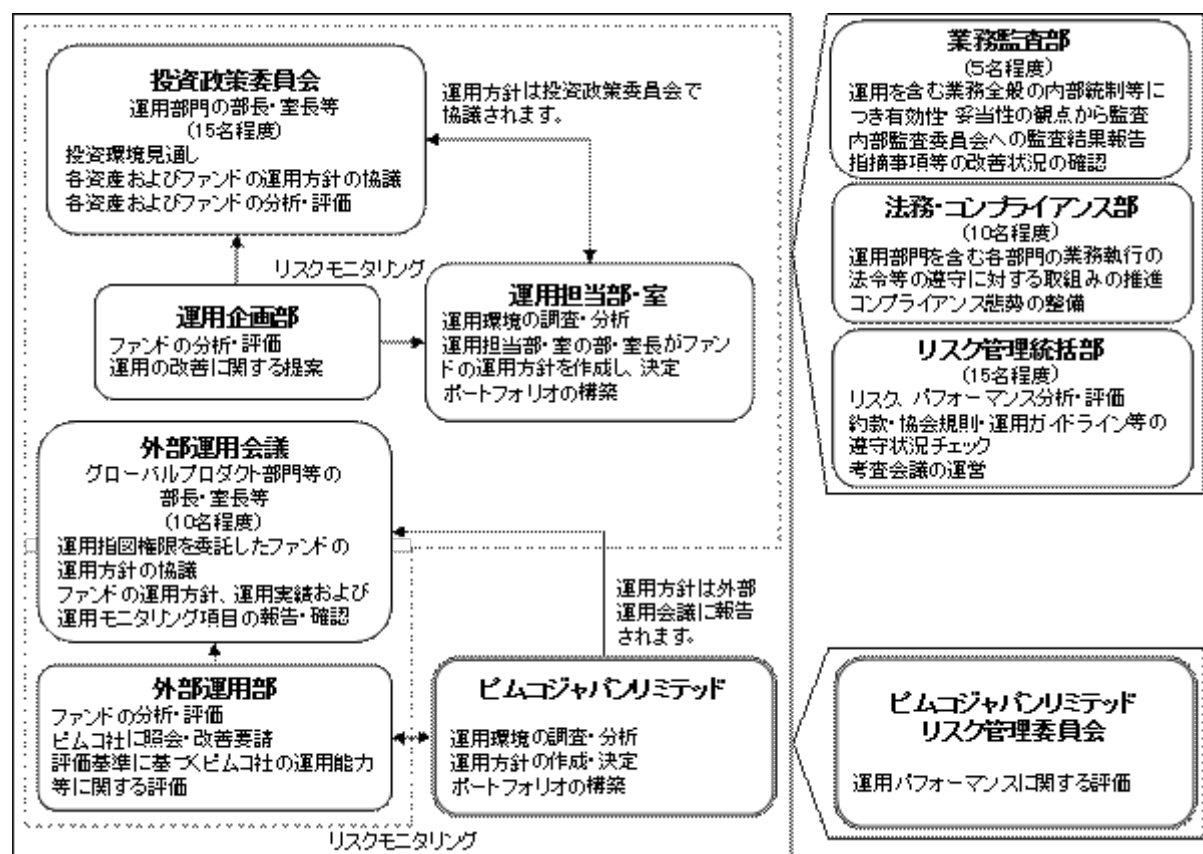 投資政策委員会
運用部門の部長・室長等
(15名程度)
投資環境見通し
各資産およびファンドの運用方針の協議
各資産およびファンドの分析・評価
運用方針は投資政策委員会で
協議されます。
リスクモニタリング
運用企画部
ファンドの分析・評価
運用の改善に関する提案
運用担当部・室
運用環境の調査・分析
運用担当部・室の部・室長がファン
ドの運用方針を作成し、決定
ポートフォリオの構築
外部運用会議
グローバルプロダクト部門等の
部長・室長等
(10名程度)
運用指図権限を委託したファンドの
運用方針の協議
ファンドの運用方針、運用実績および
運用モニタリング項目の報告・確認
運用方針は外部
運用会議に報告
されます。
外部運用部
ファンドの分析・評価
ピムコ社に照会・改善要請
評価基準に基づくピムコ社の運用能力
等に関する評価
ピムコジャパンリミテッド
運用環境の調査・分析
運用方針の作成・決定
ポートフォリオの構築
リスクモニタリング
業務監査部
(5名程度)
運用を含む業務全般の内部統制等に
つき有効性・妥当性の観点から監査
内部監査委員会への監査結果報告
指摘事項等の改善状況の確認
法務・コンプライアンス部
(10名程度)
運用部門を含む各部門の業務執行の
法令等の遵守に対する取組みの推進
コンプライアンス態勢の整備
リスク管理統括部
(15名程度)
リスク、パフォーマンス分析・評価
約款・協会規則・運用ガイドライン等の
遵守状況チェック
考査会議の運営
ピムコジャパンリミテッド
リスク管理委員会
運用パフォーマンスに関する評価